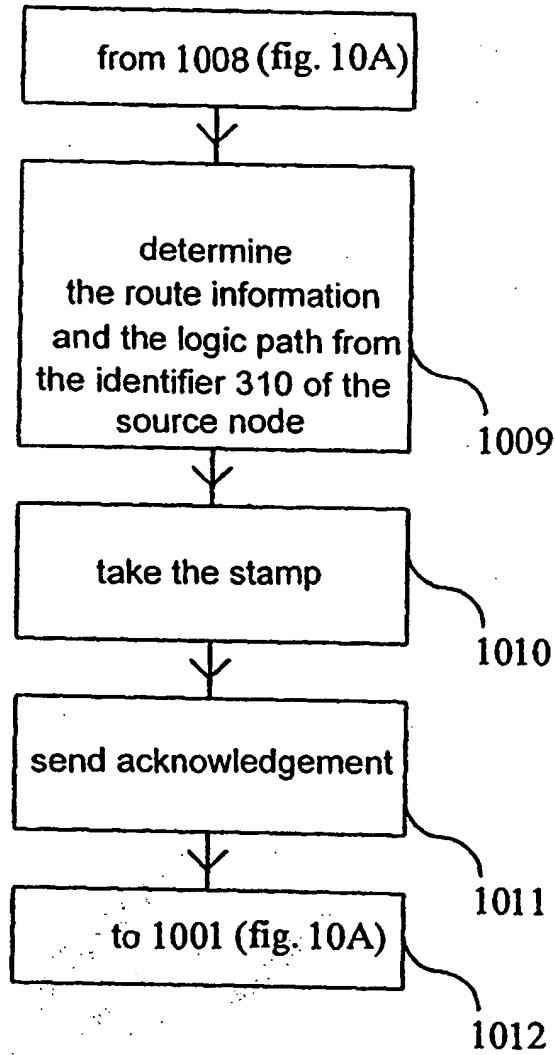 from 1008 (fig. 10A)
determine
the route information
and the logic path from
the identifier 310 of the
source node
1009
take the stamp
1010
send acknowledgement
1011
to 1001 (fig. 10A)
1012